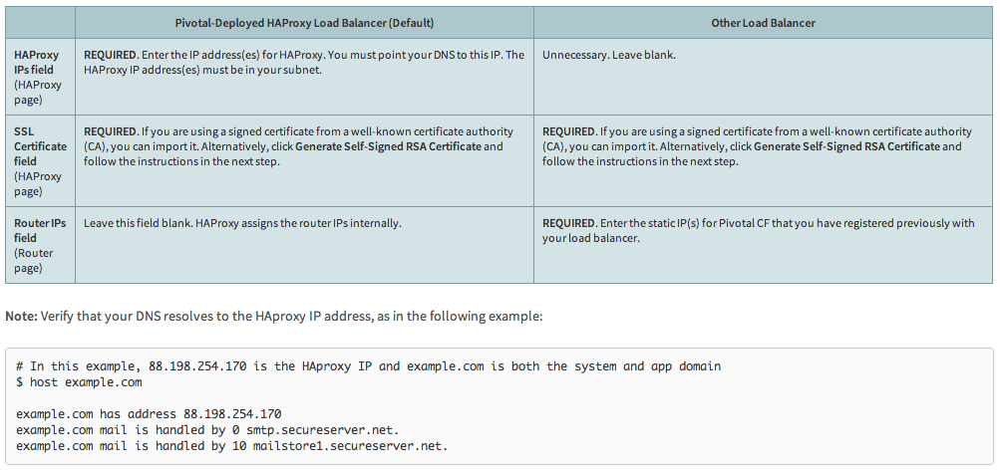 Pivotal-Deployed HAProxy Load Balancer (Default)
Other Load Balancer
HAProxy
IPs field
(HAProxy
page)
REQUIRED. Enter the IP address(es) for HAProxy. You must point your DNS to this IP. The
HAProxy IP address(es) must be in your subnet.
Unnecessary. Leave blank.
SSL
Certificate
field
(HAProxy
page)
REQUIRED. If you are using a signed certificate from a well-known certificate authority
(CA), you can import it. Alternatively, click Generate Self-Signed RSA Certificate and
follow the instructions in the next step.
REQUIRED. If you are using a signed certificate from a well-known certificate authority
(CA), you can import it. Alternatively, click Generate Self-Signed RSA Certificate and
follow the instructions in the next step.
Router IPs
field
(Router
page)
Leave this field blank. HAProxy assigns the router IPs internally.
REQUIRED. Enter the static IP(s) for Pivotal CF that you have registered previously with
your load balancer.
Note: Verify that your DNS resolves to the HAproxy IP address, as in the following example:
# In this example, 88.198.254.170 is the HAproxy IP and example.com is both the system and app domain
$ host example.com
example.com has address 88.198.254.170
example.com mail is handled by 0 smtp.secureserver.net.
example.com mail is handled by 10 mailstore1.secureserver.net.